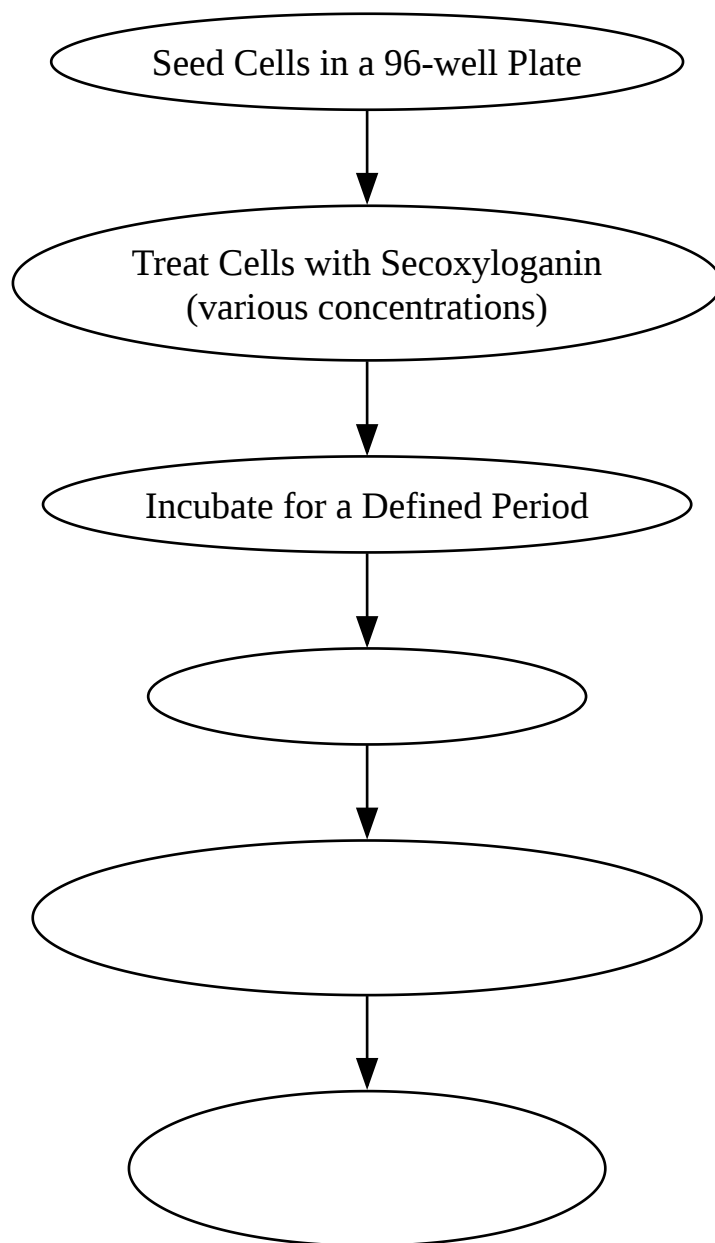 Seed Cells in a 96-well Plate
Treat Cells with Secoxyloganin
(various concentrations)
Incubate for a Defined Period